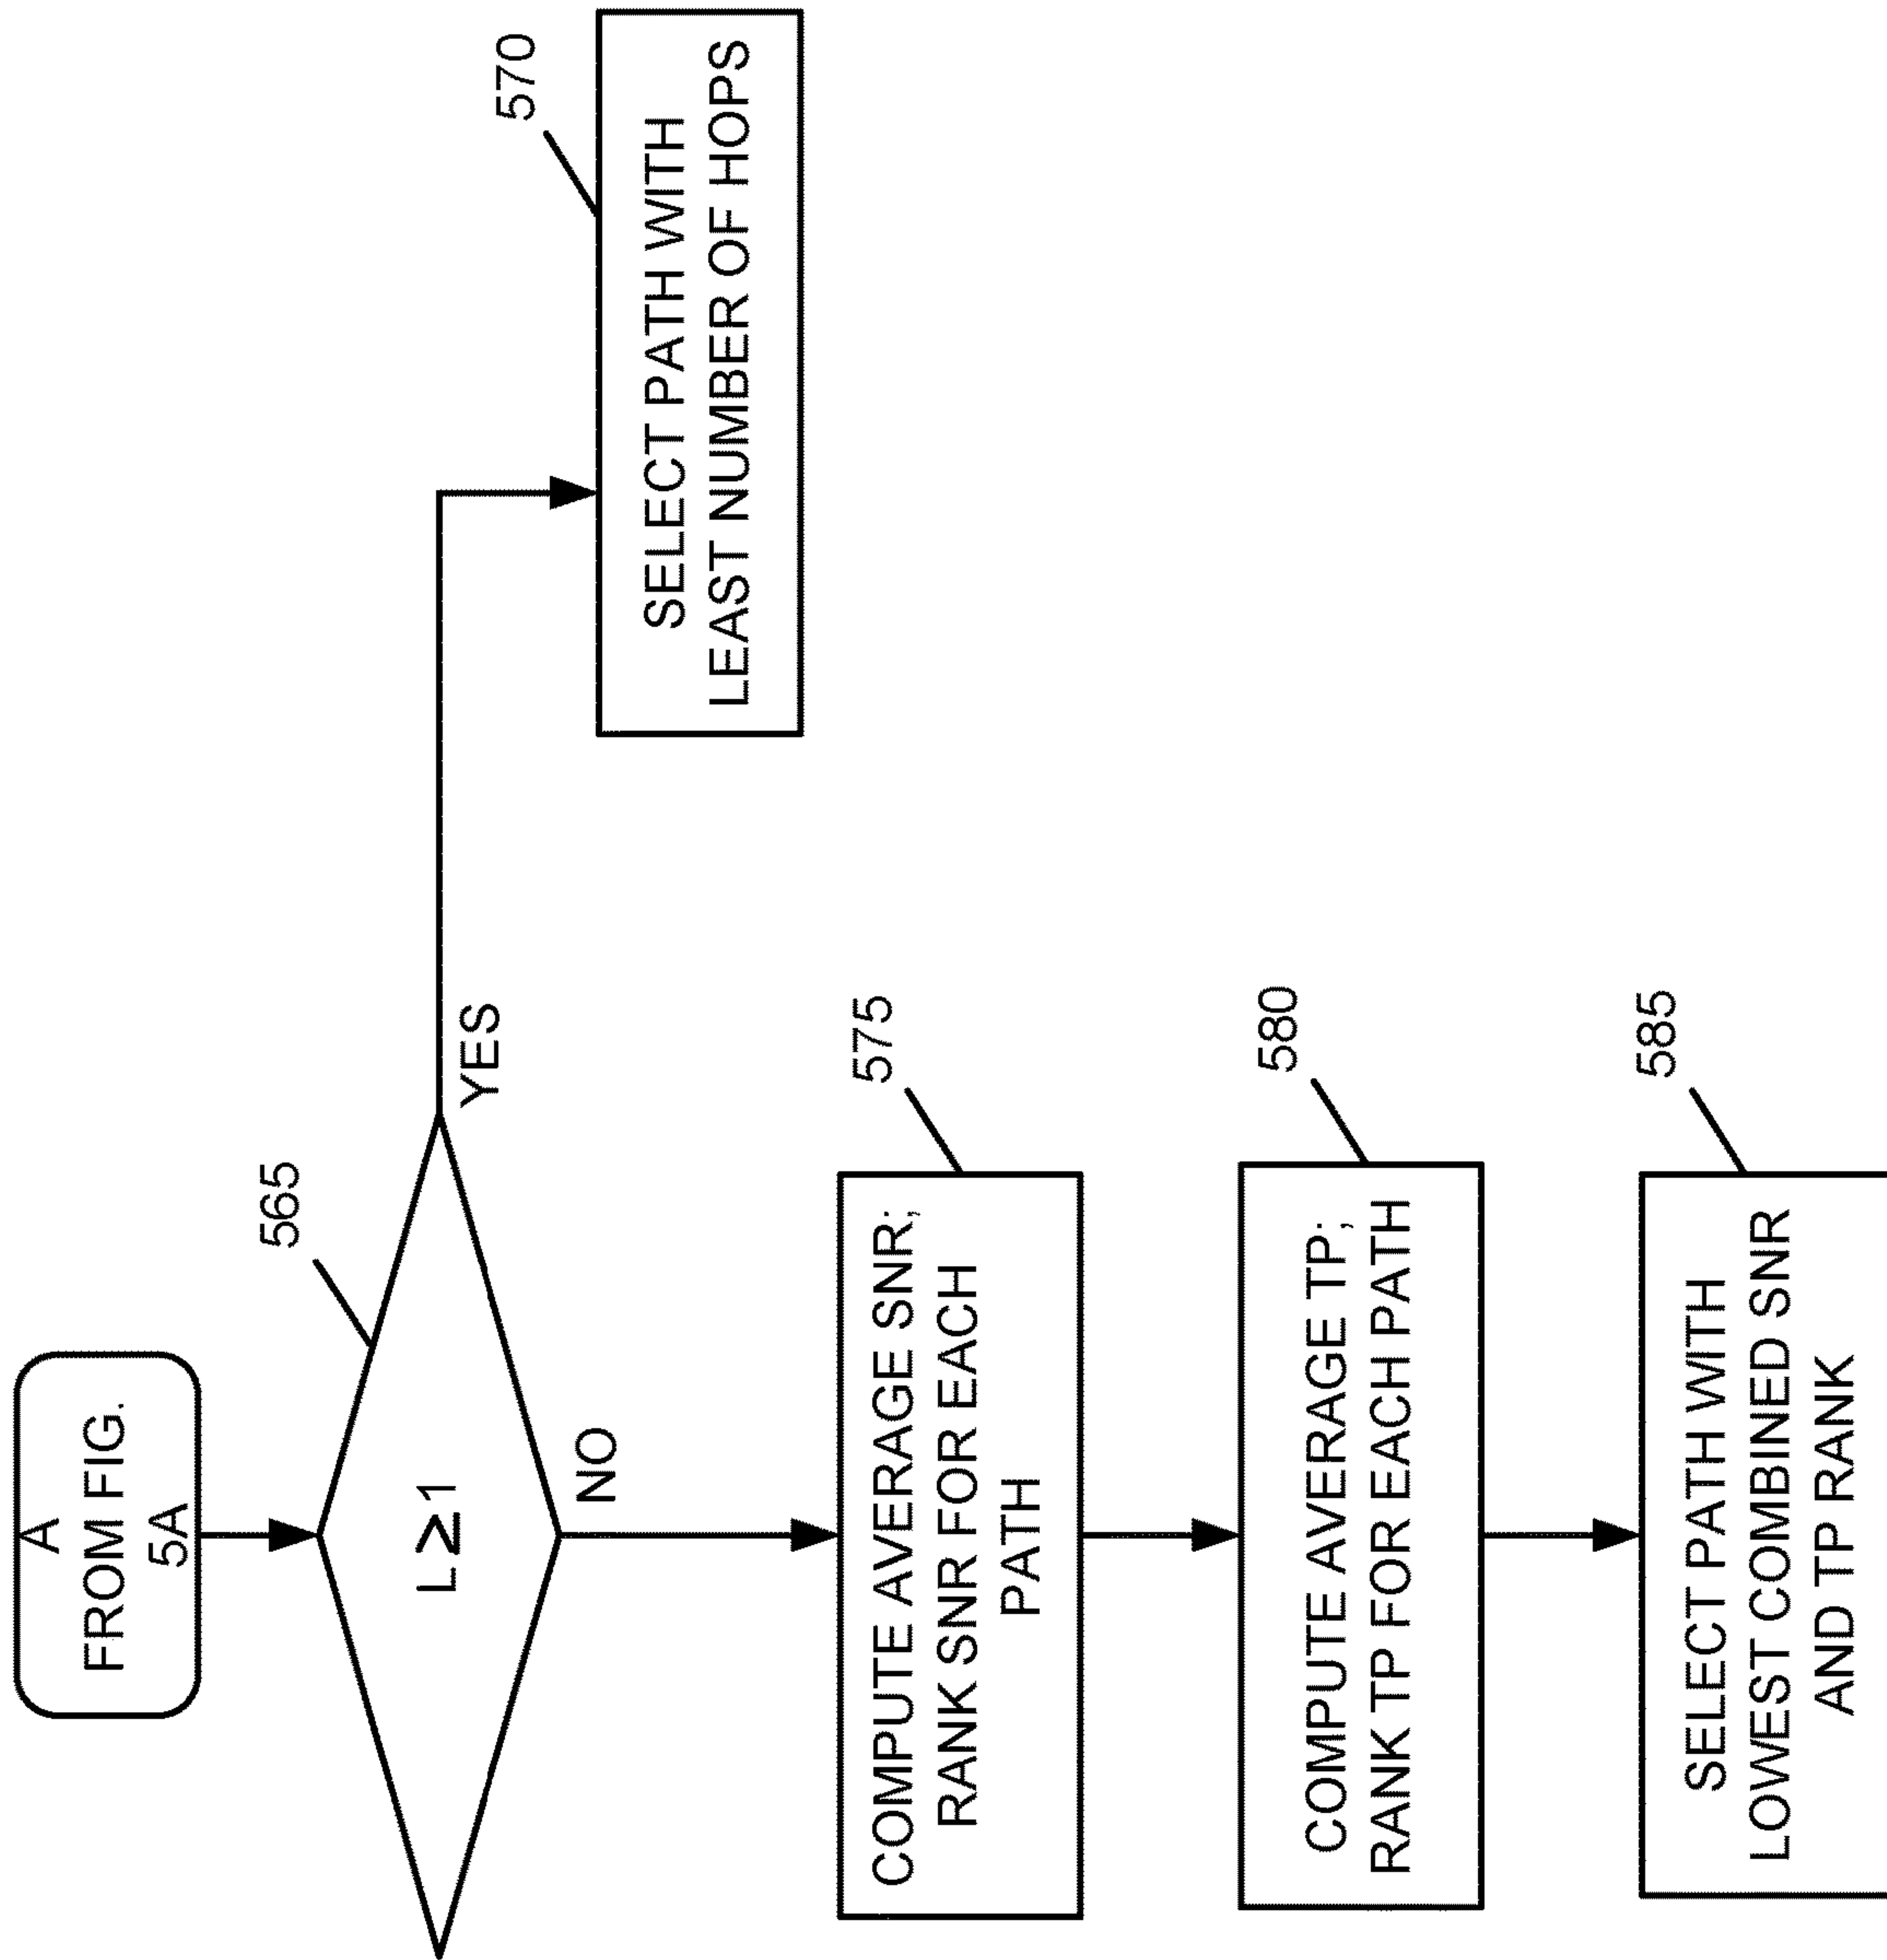 A
FROM FIG.
5A
565
L≥1
YES
NO
570
SELECT PATH WITH
LEAST NUMBER OF HOPS
575
COMPUTE AVERAGE SNR;
RANK SNR FOR EACH
PATH
580
COMPUTE AVERAGE TP;
RANK TP FOR EACH PATH
585
SELECT PATH WITH
LOWEST COMBINED SNR
AND TP RANK